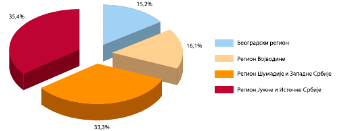 35,4%
15,2%
16,1%
33,3%
Београдски регион
Регион Војводине
Регион Шумадије и Западне Србије
Регион Јужне и Источне Србије